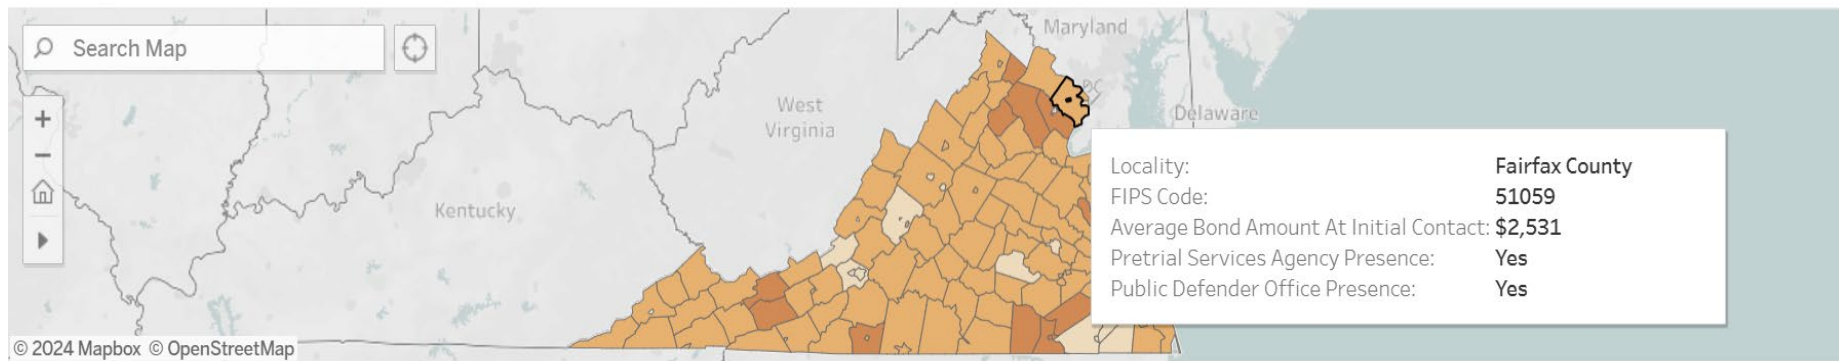 Search Map
Maryland
West
Virginia
Delaware
Kentucky
Locality: Fairfax County
FIPS Code: 51059
Average Bond Amount At Initial Contact: $2,531
Pretrial Services Agency Presence: Yes
Public Defender Office Presence: Yes
© 2024 Mapbox © OpenStreetMap